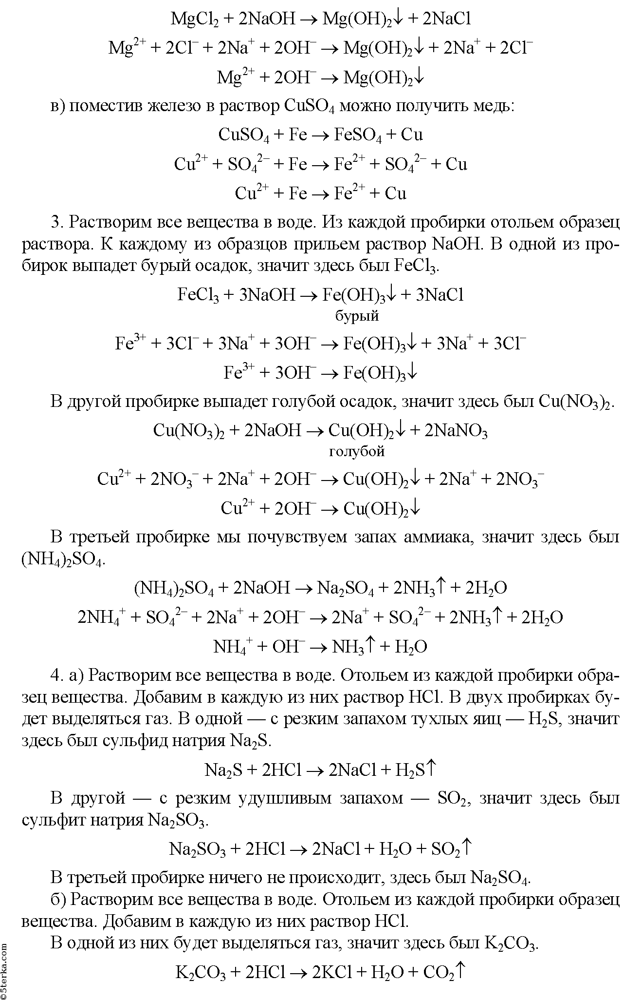 MgCl₂ + 2NaOH → Mg(OH)₂↓ + 2NaCl
Mg²⁺ + 2Cl⁻ + 2Na⁺ + 2OH⁻ → Mg(OH)₂↓ + 2Na⁺ + 2Cl⁻
Mg²⁺ + 2OH⁻ → Mg(OH)₂↓
в) поместив железо в раствор CuSO₄ можно получить медь:
CuSO₄ + Fe → FeSO₄ + Cu
Cu²⁺ + SO₄²⁻ + Fe → Fe²⁺ + SO₄²⁻ + Cu
Cu²⁺ + Fe → Fe²⁺ + Cu
3. Растворим все вещества в воде. Из каждой пробирки отольем образец
раствора. К каждому из образцов прильем раствор NaOH. В одной из про-
бирок выпадет бурый осадок, значит здесь был FeCl₃.
FeCl₃ + 3NaOH → Fe(OH)₃↓ + 3NaCl
бурый
Fe³⁺ + 3Cl⁻ + 3Na⁺ + 3OH⁻ → Fe(OH)₃↓ + 3Na⁺ + 3Cl⁻
Fe³⁺ + 3OH⁻ → Fe(OH)₃↓
В другой пробирке выпадет голубой осадок, значит здесь был Cu(NO₃)₂.
Cu(NO₃)₂ + 2NaOH → Cu(OH)₂↓ + 2NaNO₃
голубой
Cu²⁺ + 2NO₃⁻ + 2Na⁺ + 2OH⁻ → Cu(OH)₂↓ + 2Na⁺ + 2NO₃⁻
Cu²⁺ + 2OH⁻ → Cu(OH)₂↓
В третьей пробирке мы почувствуем запах аммиака, значит здесь был
(NH₄)₂SO₄.
(NH₄)₂SO₄ + 2NaOH → Na₂SO₄ + 2NH₃↑ + 2H₂O
2NH₄⁺ + SO₄²⁻ + 2Na⁺ + 2OH⁻ → 2Na⁺ + SO₄²⁻ + 2NH₃↑ + 2H₂O
NH₄⁺ + OH⁻ → NH₃↑ + H₂O
4. а) Растворим все вещества в воде. Отольем из каждой пробирки обра-
зец вещества. Добавим в каждую из них раствор HCl. В двух пробирках бу-
дет выделяться газ. В одной — с резким запахом тухлых яиц — H₂S, значит
здесь был сульфид натрия Na₂S.
Na₂S + 2HCl → 2NaCl + H₂S↑
В другой — с резким удушливым запахом — SO₂, значит здесь был
сульфит натрия Na₂SO₃.
Na₂SO₃ + 2HCl → 2NaCl + H₂O + SO₂↑
В третьей пробирке ничего не происходит, здесь был Na₂SO₄.
б) Растворим все вещества в воде. Отольем из каждой пробирки образец
вещества. Добавим в каждую из них раствор HCl.
В одной из них будет выделяться газ, значит здесь был K₂CO₃.
K₂CO₃ + 2HCl → 2KCl + H₂O + CO₂↑
©5terka.com